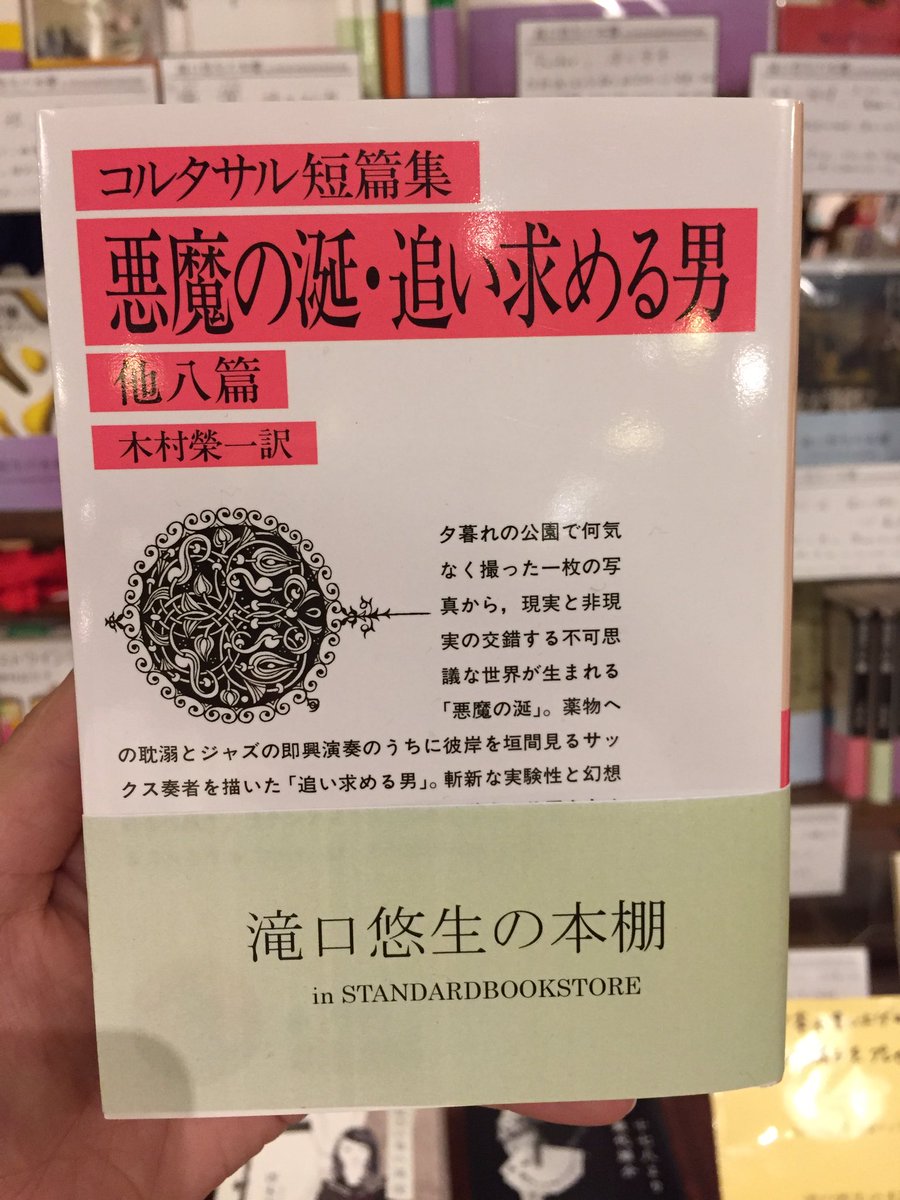 コルタサル短篇集
悪魔の涎・追い求める男
他八篇
木村榮一訳
夕暮れの公園で何気
なく撮った一枚の写
真から，現実と非現
実の交錯する不可思
議な世界が生まれる
「悪魔の涎」。薬物へ
の耽溺とジャズの即興演奏のうちに彼岸を垣間見るサッ
クス奏者を描いた「追い求める男」。斬新な実験性と幻想
滝口悠生の本棚
in STANDARDBOOKSTORE